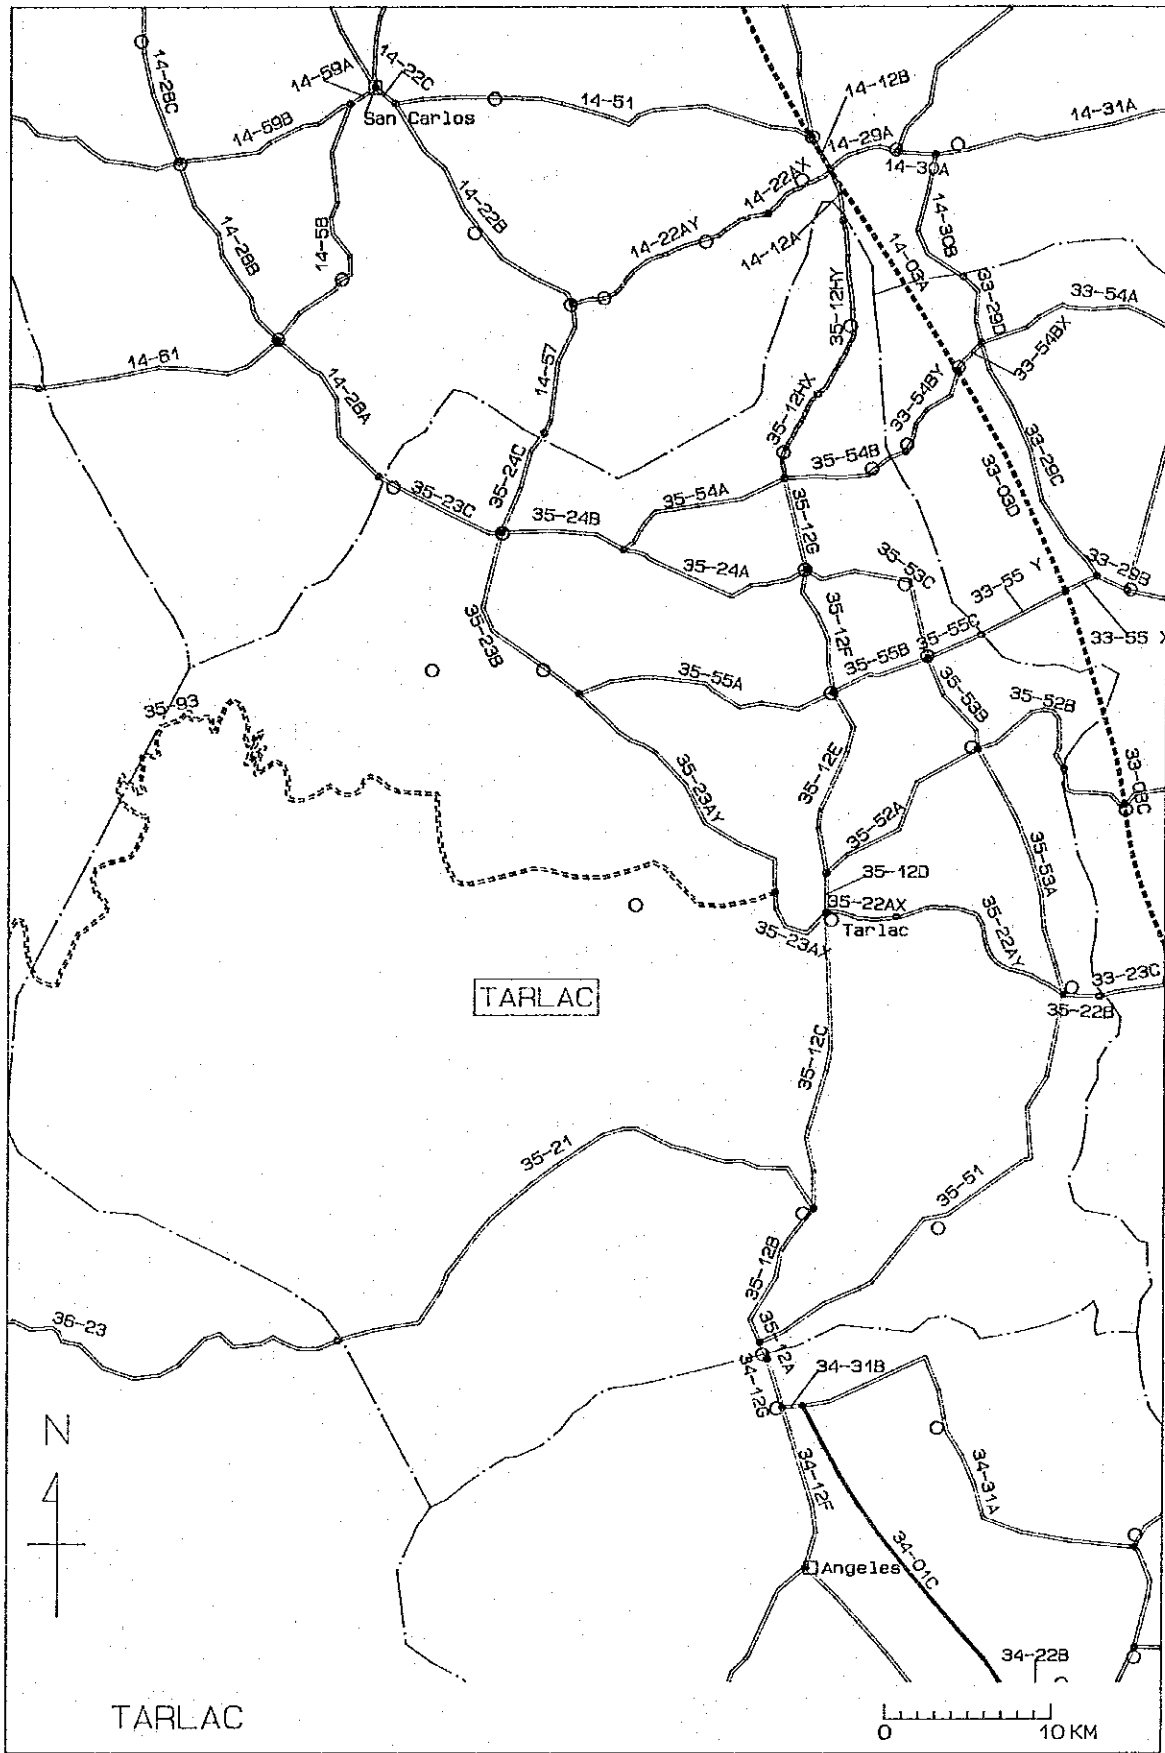 14-28C
14-59A
14-22C
14-51
14-12B
14-31A
San Carlos
14-59B
14-29A
14-30A
14-22AX
14-5B
14-22B
14-28B
14-22AY
14-12A
14-30B
14-03A
35-12HY
33-29D
33-54A
33-54BX
14-61
14-57
14-28A
35-12HX
33-54BY
35-54B
33-29C
35-24C
35-23C
35-24B
35-54A
35-12G
33-03D
35-24A
35-53C
33-29B
33-55 Y
33-55 X
35-23B
35-12F
35-55C
35-55B
35-55A
35-93
35-53B
35-52B
35-12E
35-23AY
35-52A
33-03C
35-12D
35-53A
35-22AX
Tarlac
35-23AX
35-22AY
33-23C
35-22B
TARLAC
35-12C
35-21
35-51
35-12B
36-23
35-12A
34-12G
34-31B
N
34-12F
34-31A
34-01C
Angeles
34-22B
TARLAC
0 10 KM